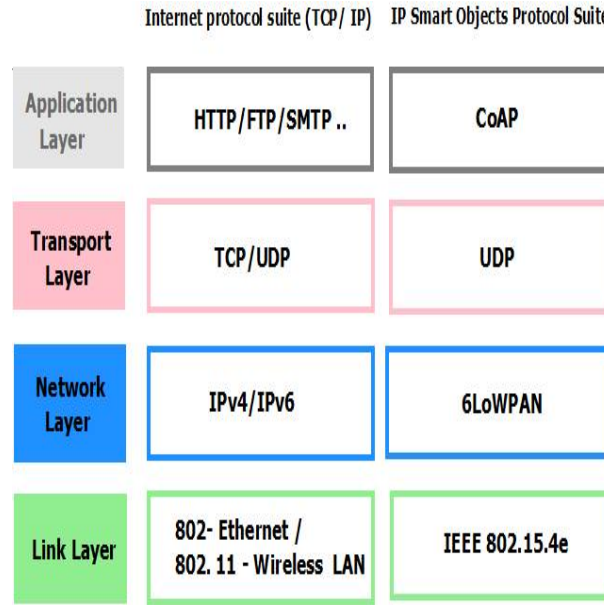 Internet protocol suite (TCP/ IP) IP Smart Objects Protocol Suite
Application
Layer
HTTP/FTP/SMTP ..
CoAP
Transport
Layer
TCP/UDP
UDP
Network
Layer
IPv4/IPv6
6LoWPAN
Link Layer
802- Ethernet /
802. 11 - Wireless LAN
IEEE 802.15.4e